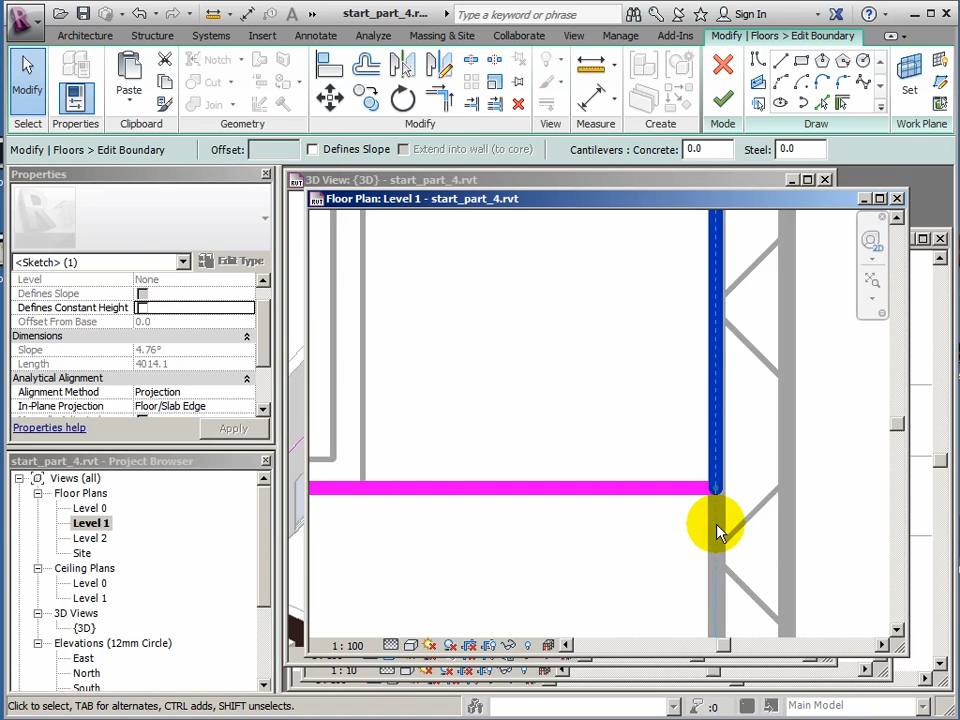 start_part_4.r...
Type a keyword or phrase
Sign In
Architecture
Structure
Systems
Insert
Annotate
Analyze
Massing & Site
Collaborate
View
Manage
Add-Ins
Modify | Floors > Edit Boundary
Modify
Paste
Notch
Cut
Join
Set
Select
Properties
Clipboard
Geometry
Modify
View
Measure
Create
Mode
Draw
Work Plane
Modify | Floors > Edit Boundary
Offset:
Defines Slope
Extend into wall (to core)
Cantilevers : Concrete:
0.0
Steel:
0.0
Properties
3D View: {3D} - start_part_4.rvt
Floor Plan: Level 1 - start_part_4.rvt
2D
<Sketch> (1)
Edit Type
Level
None
Defines Slope
Defines Constant Height
Offset From Base
0.0
Dimensions
Slope
4.76°
Length
4014.1
Analytical Alignment
Alignment Method
Projection
In-Plane Projection
Floor/Slab Edge
Properties help
Apply
start_part_4.rvt - Project Browser
Views (all)
Floor Plans
Level 0
Level 1
Level 2
Site
Ceiling Plans
Level 0
Level 1
3D Views
{3D}
Elevations (12mm Circle)
East
North
South
1 : 100
Click to select, TAB for alternates, CTRL adds, SHIFT unselects.
:0
Main Model